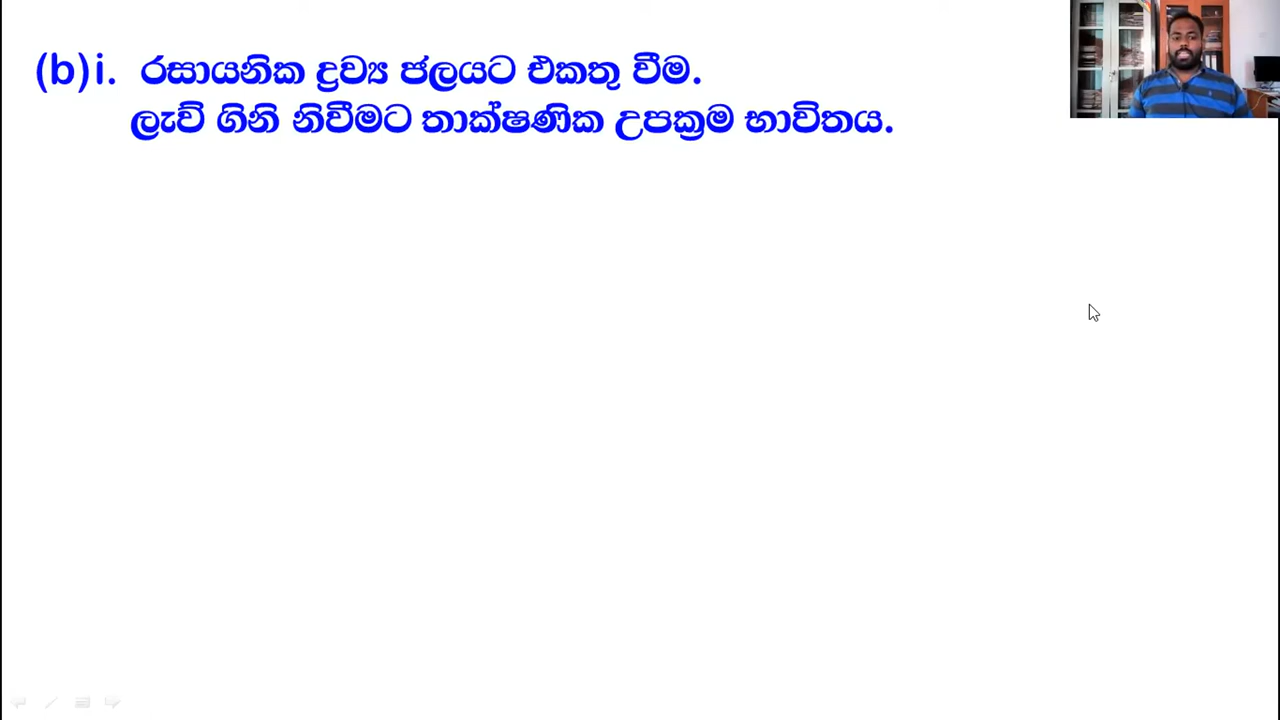 (b)i. රසායනික ද්‍රව්‍ය ජලයට එකතු වීම.
ලැව් ගිනි නිවීමට තාක්ෂණික උපක්‍රම භාවිතය.